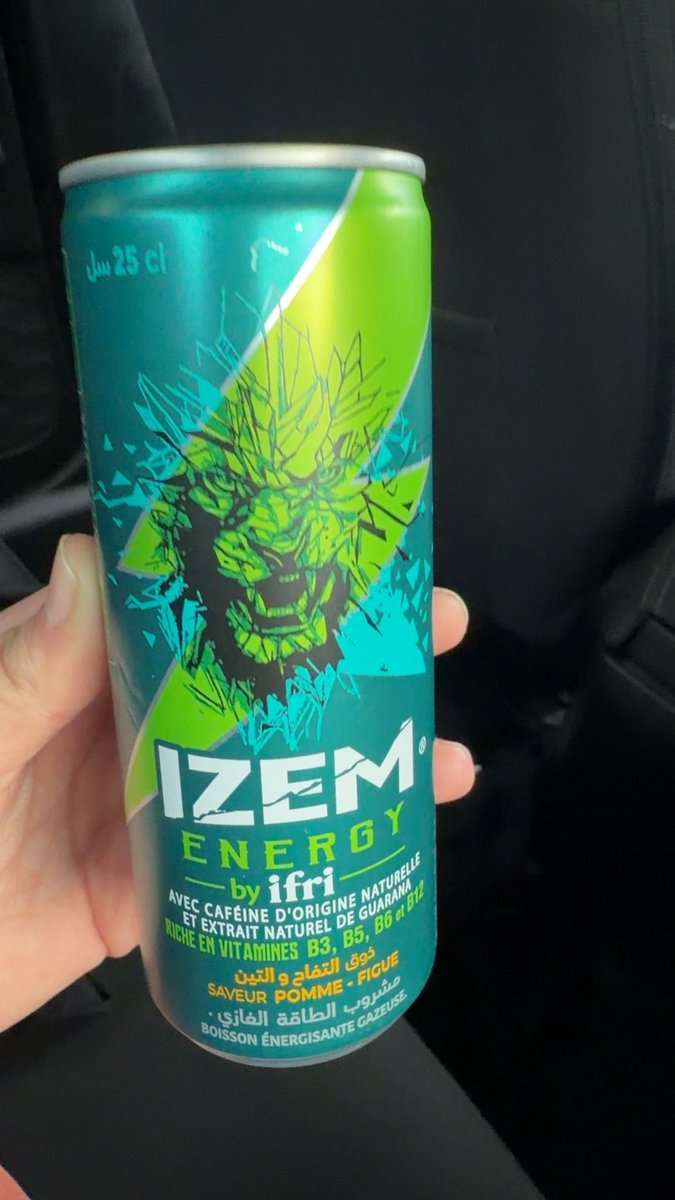 25 cl سل
IZEM®
ENERGY
by ifri
AVEC CAFÉINE D'ORIGINE NATURELLE
ET EXTRAIT NATUREL DE GUARANA
RICHE EN VITAMINES B3, B5, B6 et B12
ذوق التفاح و التين
SAVEUR POMME - FIGUE
مشروب الطاقة الغازي.
BOISSON ÉNERGISANTE GAZEUSE.